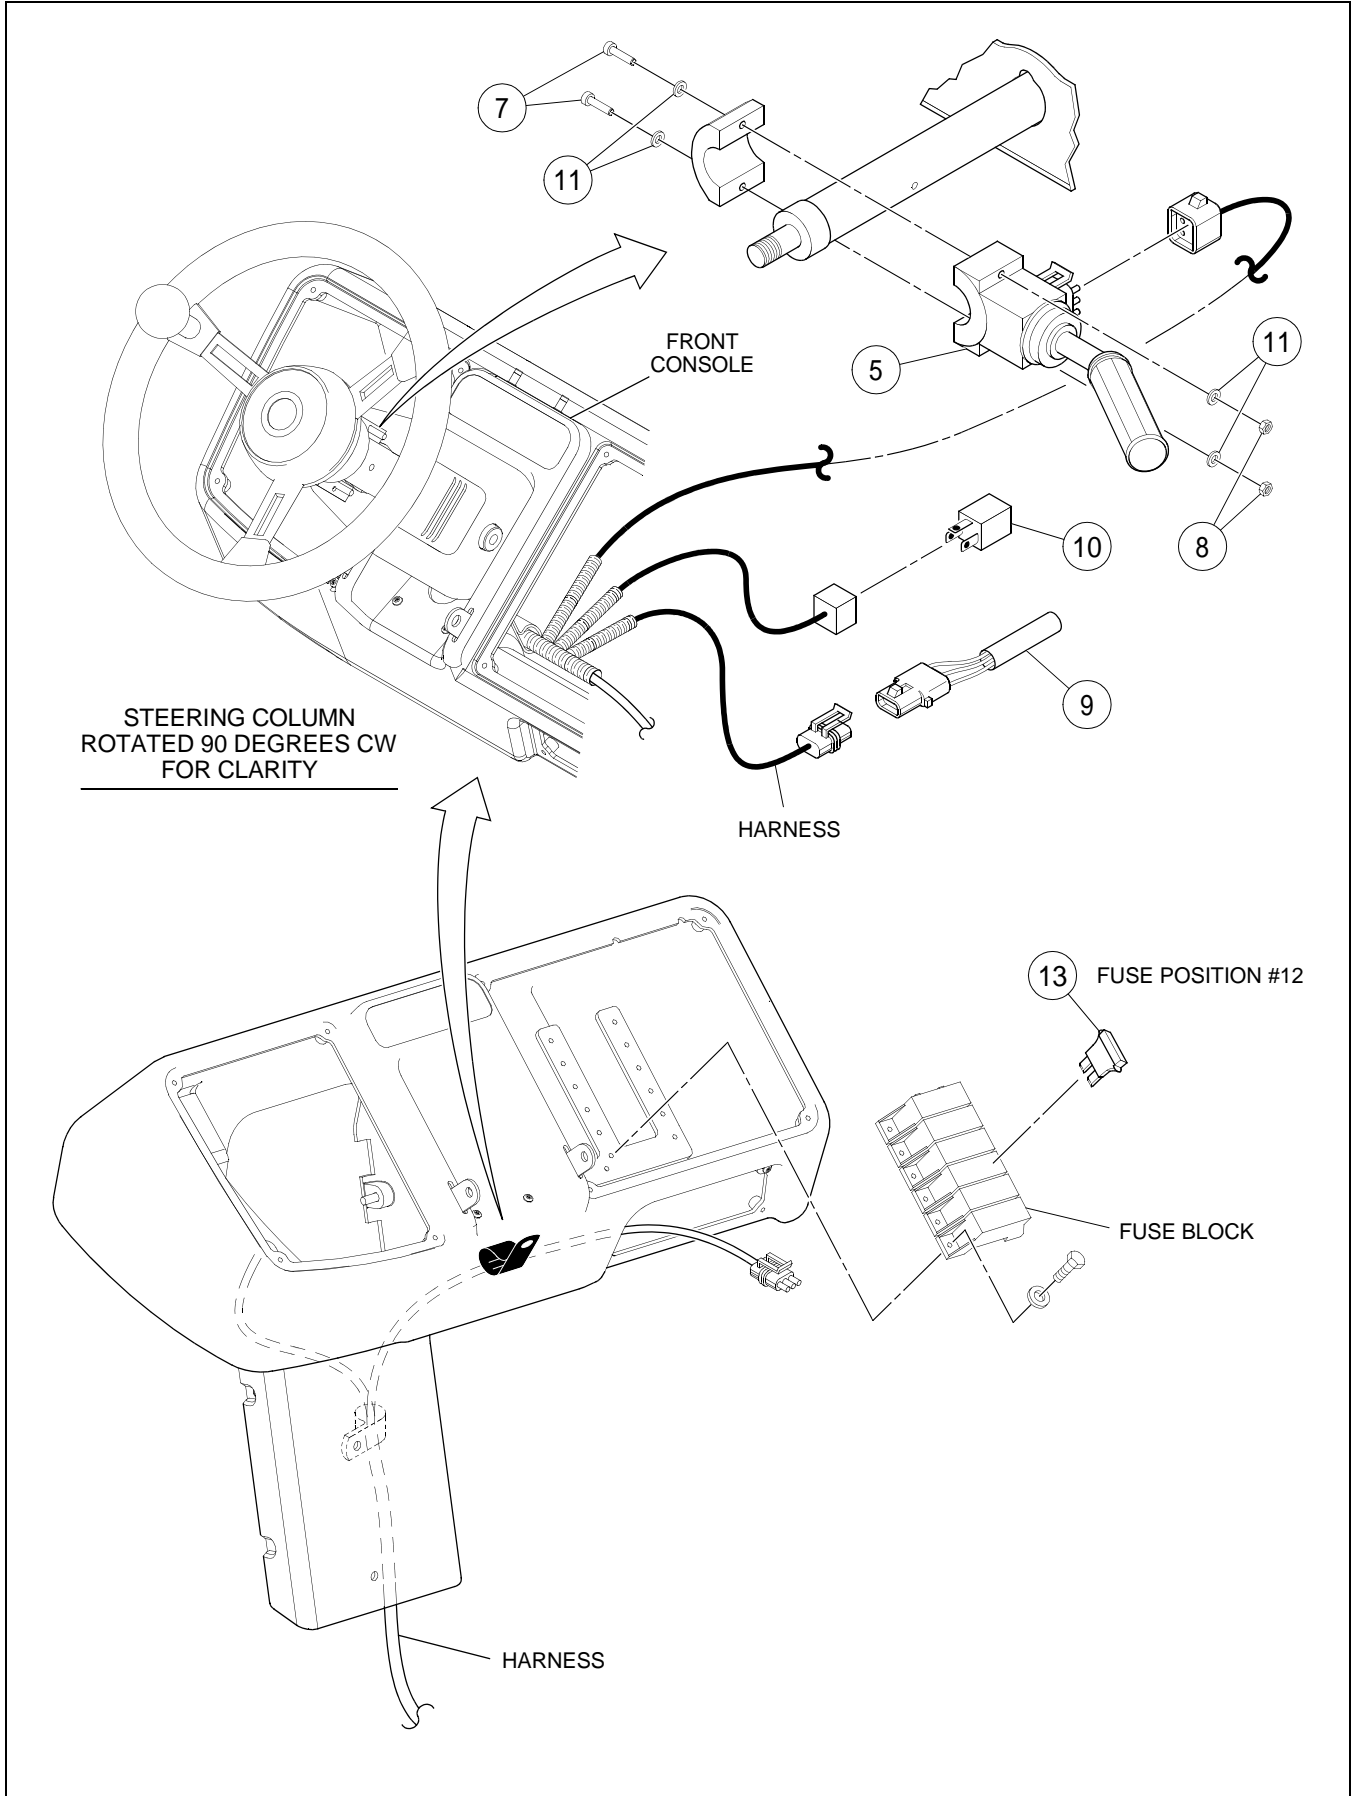 7
11
FRONT
CONSOLE
5
11
10
8
9
STEERING COLUMN
ROTATED 90 DEGREES CW
FOR CLARITY
HARNESS
13 FUSE POSITION #12
FUSE BLOCK
HARNESS